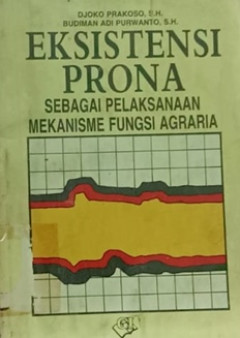 DJOKO PRAKOSO, E.H.
BUDIMAN ADI PURWANTO, S.H.
EKSISTENSI
PRONA
SEBAGAI PELAKSANAAN
MEKANISME FUNGSI AGRARIA